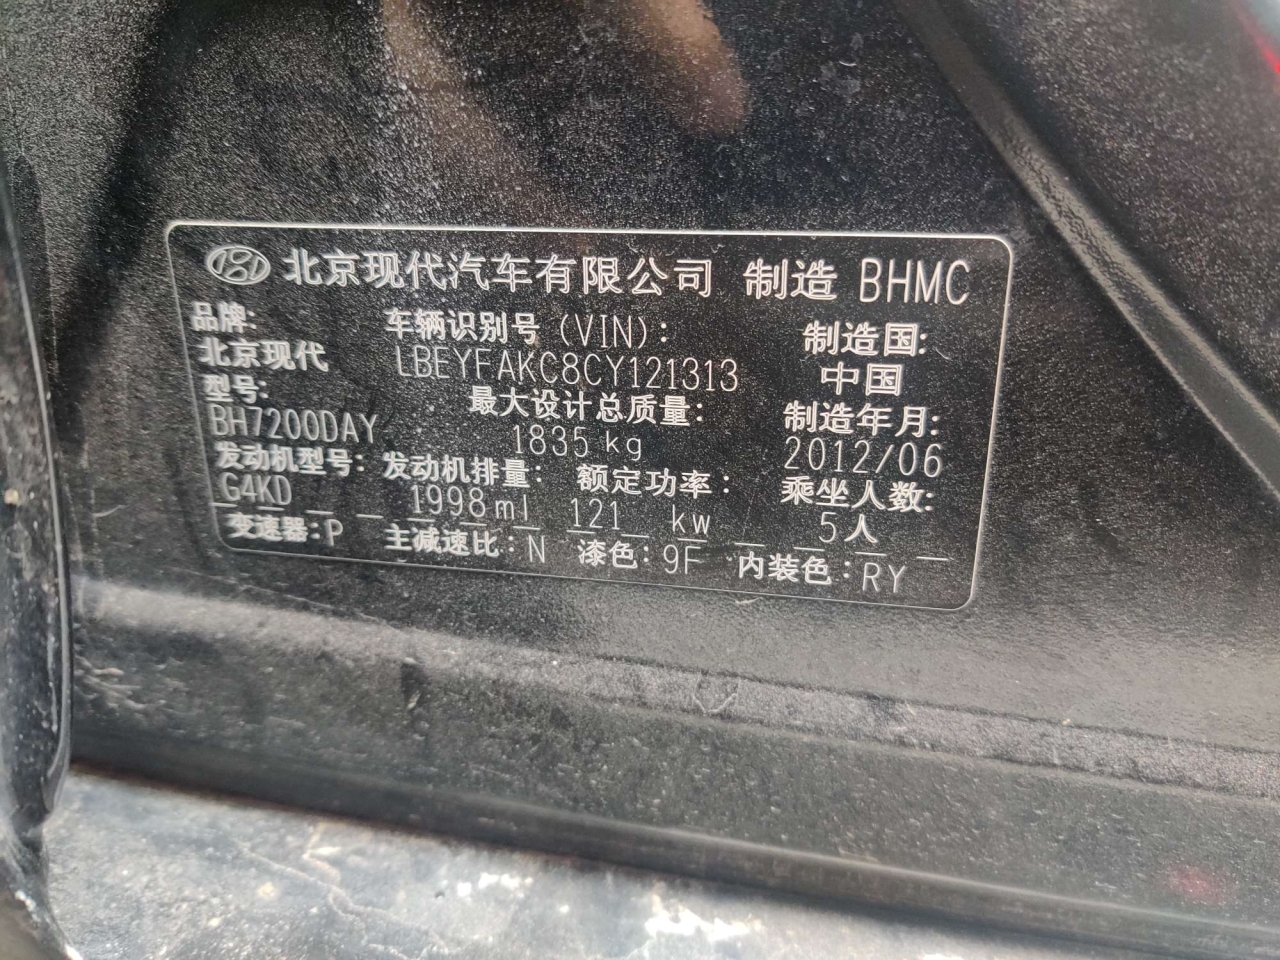 北京现代汽车有限公司 制造 BHMC
品牌: 车辆识别号(VIN): 制造国:
北京现代 LBEYFAKC8CY121313 中国
型号: 最大设计总质量: 制造年月:
BH7200DAY 1835 kg 2012/06
发动机型号: 发动机排量: 额定功率: 乘坐人数:
G4KD 1998ml 121 kw 5人
变速器:P 主减速比:N 漆色:9F 内装色:RY